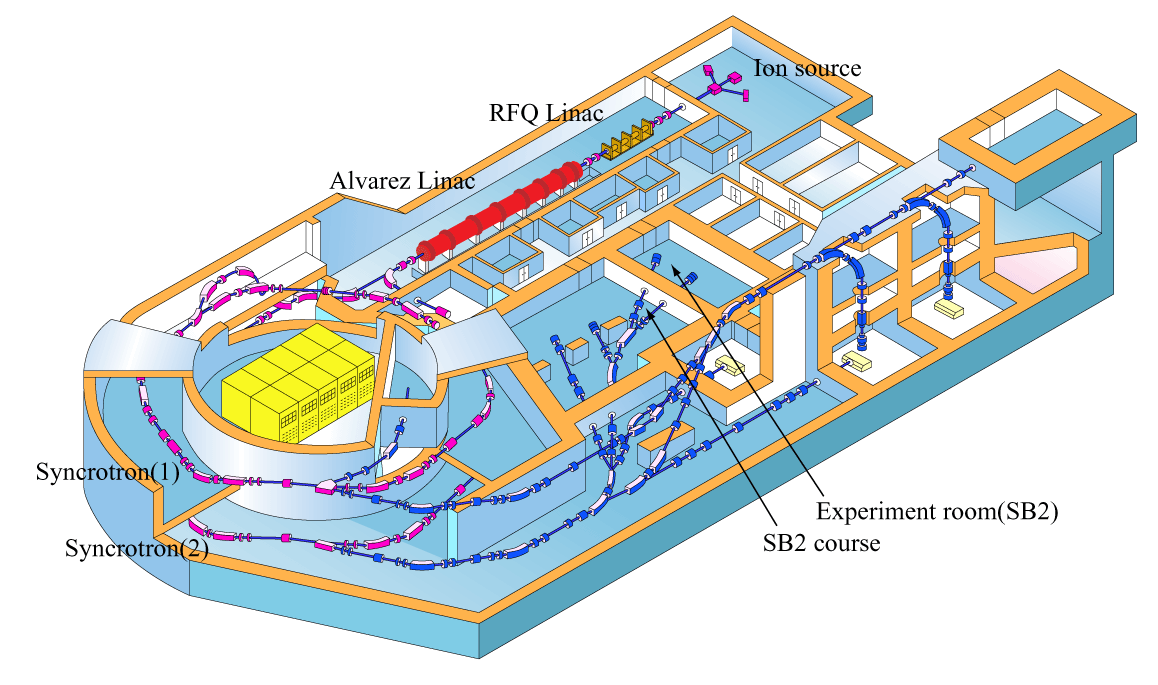 Ion source
RFQ Linac
Alvarez Linac
Syncrotron(1)
Experiment room(SB2)
SB2 course
Syncrotron(2)